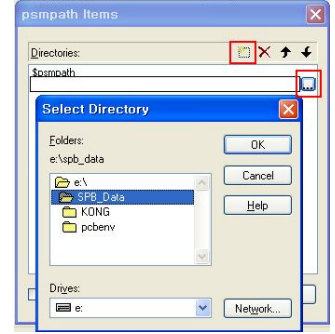 psmpath Items
Directories:
$psmpath
...
Select Directory
Folders:
e:\spb_data
OK
e:\
Cancel
SPB_Data
KONG
Help
pcbenv
Drives:
e:
Network...